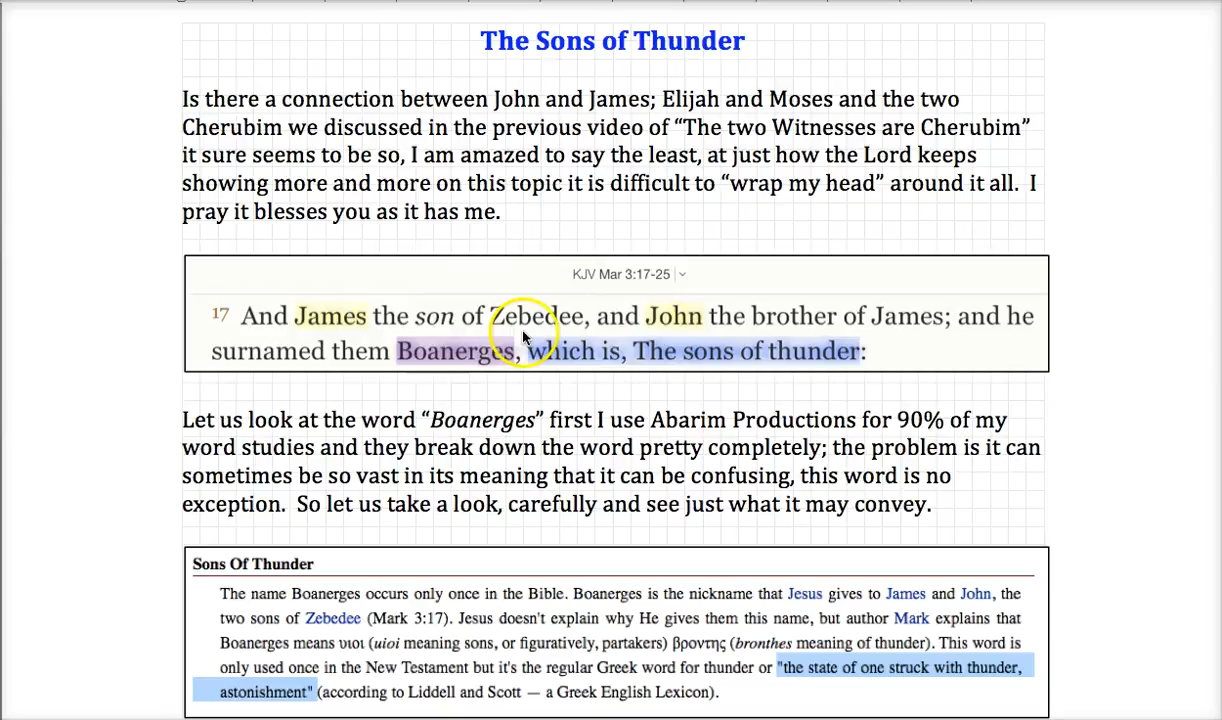 The Sons of Thunder
Is there a connection between John and James; Elijah and Moses and the two
Cherubim we discussed in the previous video of “The two Witnesses are Cherubim”
it sure seems to be so, I am amazed to say the least, at just how the Lord keeps
showing more and more on this topic it is difficult to “wrap my head” around it all.  I
pray it blesses you as it has me.
KJV Mar 3:17-25
17 And James the son of Zebedee, and John the brother of James; and he
surnamed them Boanerges, which is, The sons of thunder:
Let us look at the word “Boanerges” first I use Abarim Productions for 90% of my
word studies and they break down the word pretty completely; the problem is it can
sometimes be so vast in its meaning that it can be confusing, this word is no
exception.  So let us take a look, carefully and see just what it may convey.
Sons Of Thunder
The name Boanerges occurs only once in the Bible. Boanerges is the nickname that Jesus gives to James and John, the
two sons of Zebedee (Mark 3:17). Jesus doesn't explain why He gives them this name, but author Mark explains that
Boanerges means υιοι (uioi meaning sons, or figuratively, partakers) βροντης (bronthes meaning of thunder). This word is
only used once in the New Testament but it's the regular Greek word for thunder or "the state of one struck with thunder,
astonishment" (according to Liddell and Scott — a Greek English Lexicon).